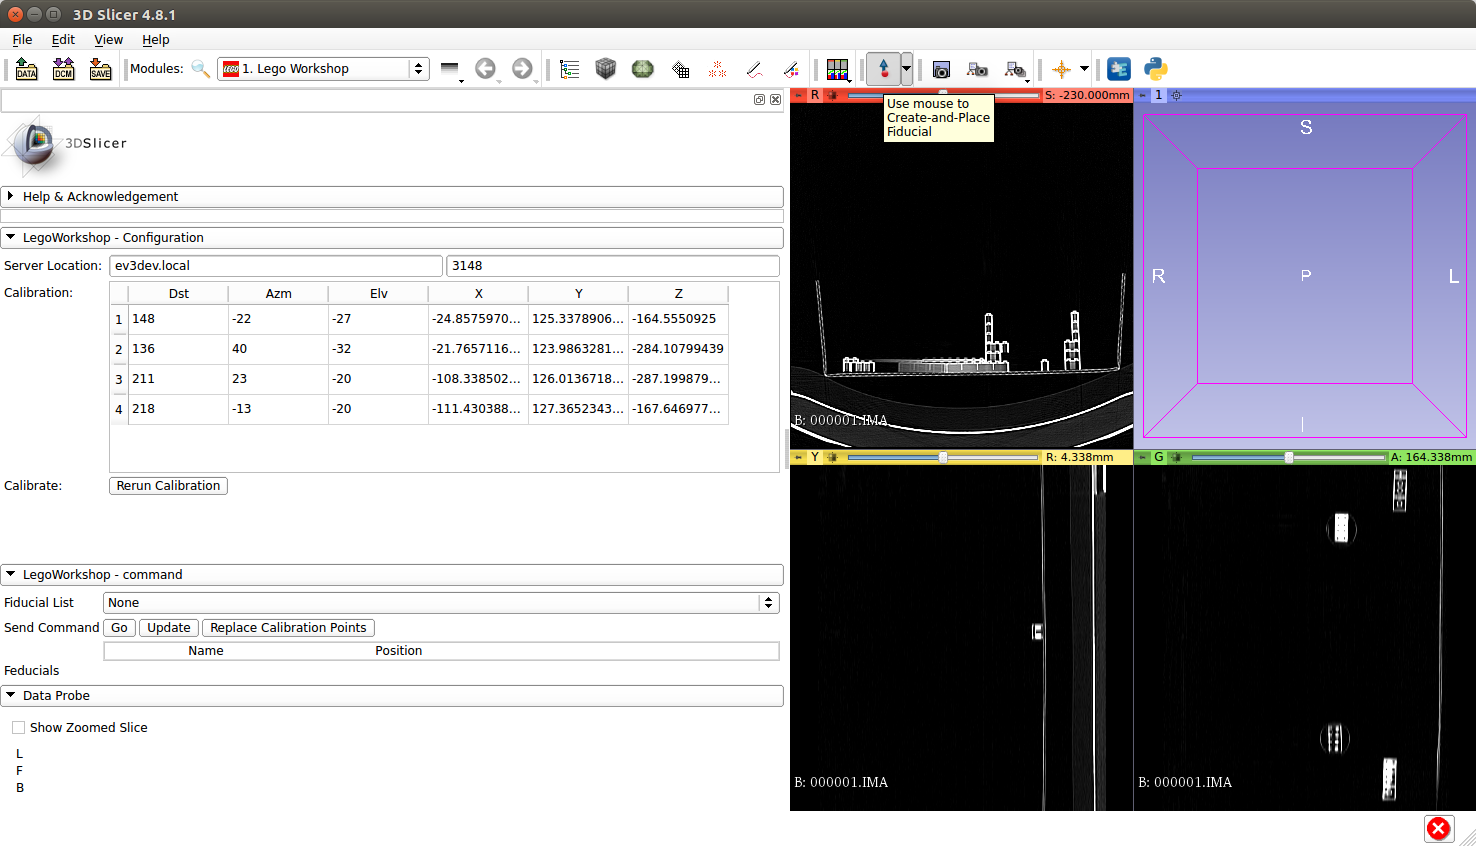 3D Slicer 4.8.1
File Edit View Help
DATA DCM SAVE Modules: LEGO 1. Lego Workshop
R S: -230.000mm 1
Use mouse to
Create-and-Place
Fiducial
3DSlicer
Help & Acknowledgement
LegoWorkshop - Configuration
Server Location: ev3dev.local 3148
Calibration:
Dst Azm Elv X Y Z
1 148 -22 -27 -24.8575970... 125.3378906... -164.5550925
2 136 40 -32 -21.7657116... 123.9863281... -284.10799439
3 211 23 -20 -108.338502... 126.0136718... -287.199879...
4 218 -13 -20 -111.430388... 127.3652343... -167.646977...
Calibrate: Rerun Calibration
LegoWorkshop - command
Fiducial List None
Send Command Go Update Replace Calibration Points
Name Position
Feducials
Data Probe
Show Zoomed Slice
L
F
B
B: 000001.IMA
S
R P L
I
Y R: 4.338mm G A: 164.338mm
B: 000001.IMA B: 000001.IMA